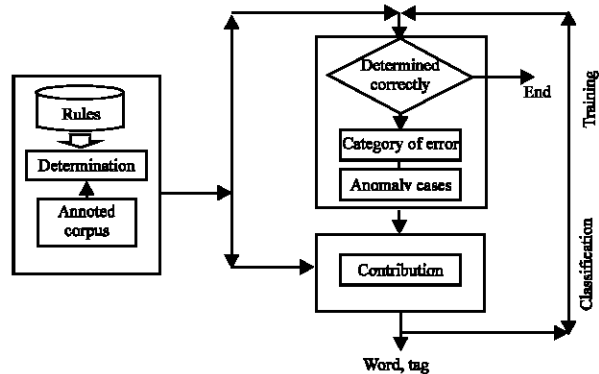 Rules
Determination
Annoted
corpus
Determined
correctly
End
Category of error
Anomaly cases
Contribution
Word, tag
Training
Classification